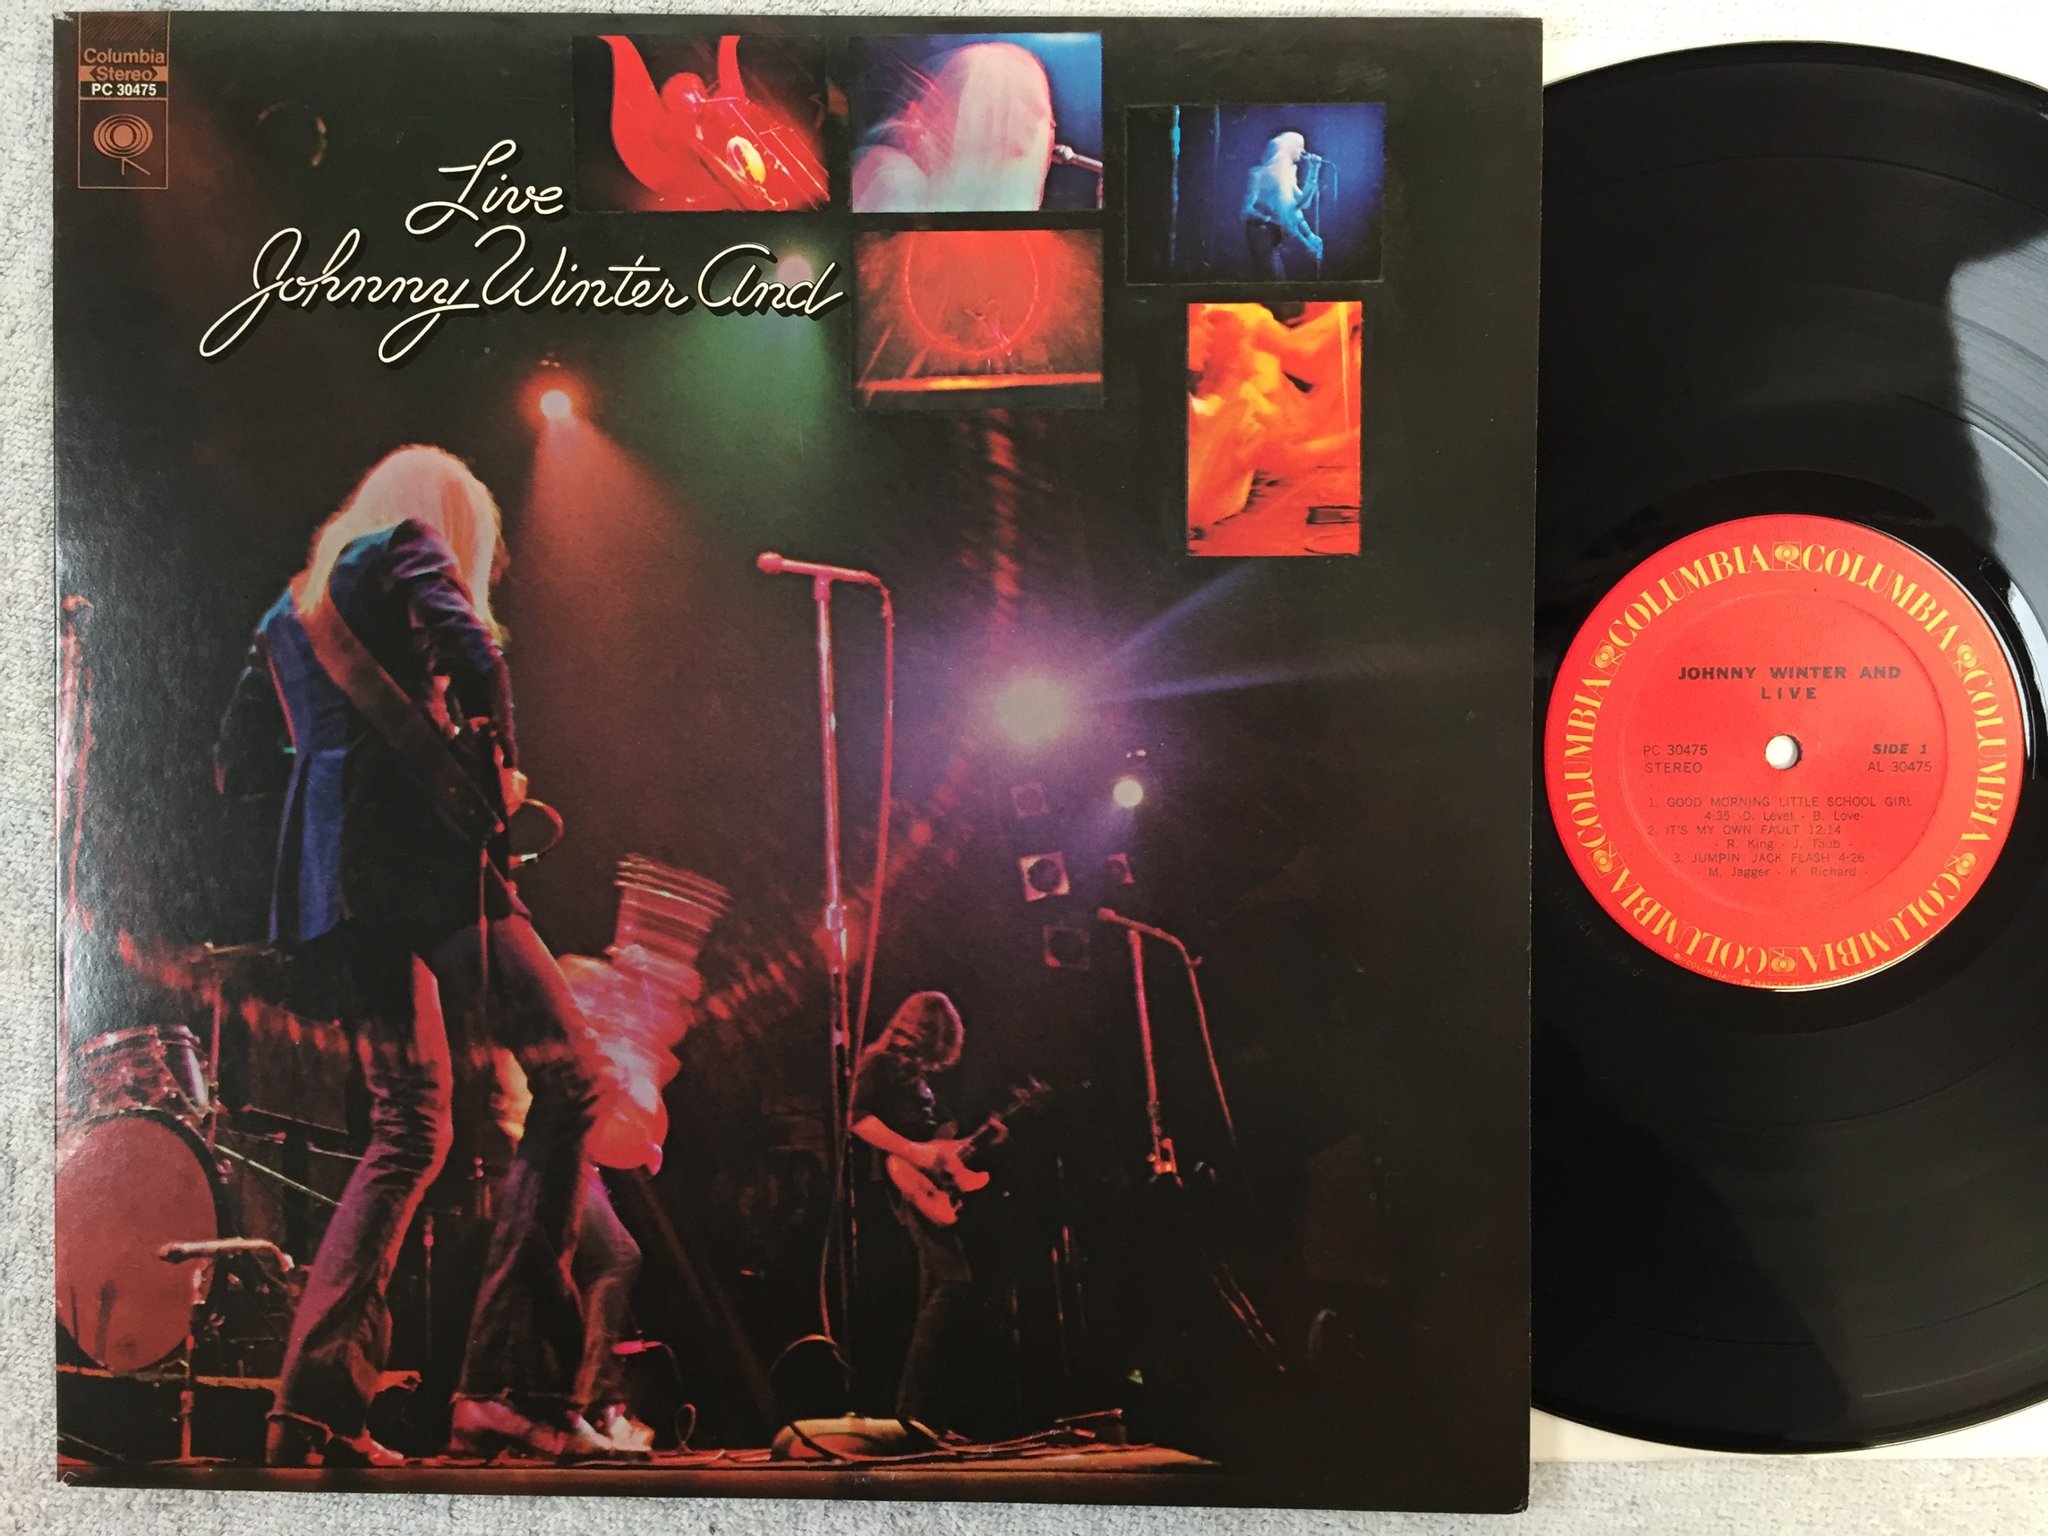 Columbia
Stereo
PC 30475
Live
Johnny Winter And
COLUMBIA COLUMBIA COLUMBIA COLUMBIA COLUMBIA COLUMBIA
JOHNNY WINTER AND
LIVE
PC 30475
STEREO
SIDE 1
AL 30475
1. GOOD MORNING LITTLE SCHOOL GIRL
4:35 -D. Level - B. Love-
2. IT'S MY OWN FAULT 12:14
- R. King - J. Taub -
3. JUMPIN' JACK FLASH 4:26
- M. Jagger - K. Richard -